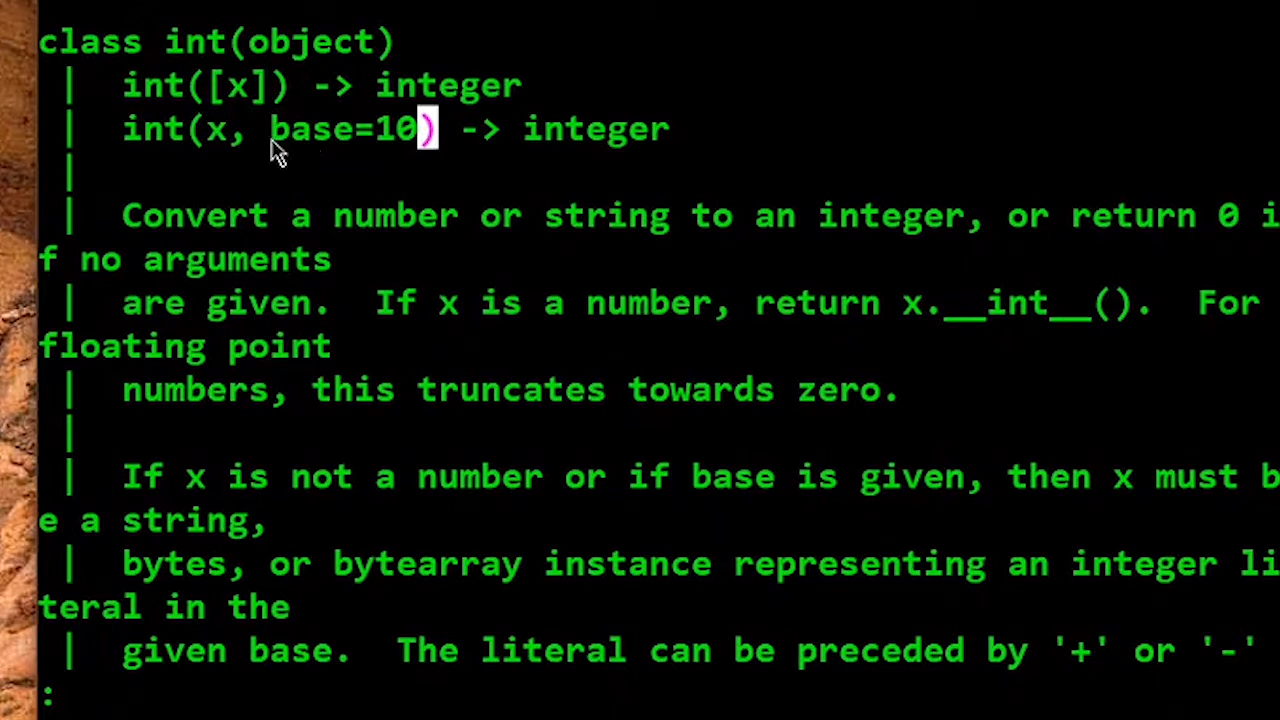 class int(object)
 |  int([x]) -> integer
 |  int(x, base=10) -> integer
 |
 |  Convert a number or string to an integer, or return 0 i
f no arguments
 |  are given.  If x is a number, return x.__int__().  For
floating point
 |  numbers, this truncates towards zero.
 |
 |  If x is not a number or if base is given, then x must b
e a string,
 |  bytes, or bytearray instance representing an integer li
teral in the
 |  given base.  The literal can be preceded by '+' or '-'
: